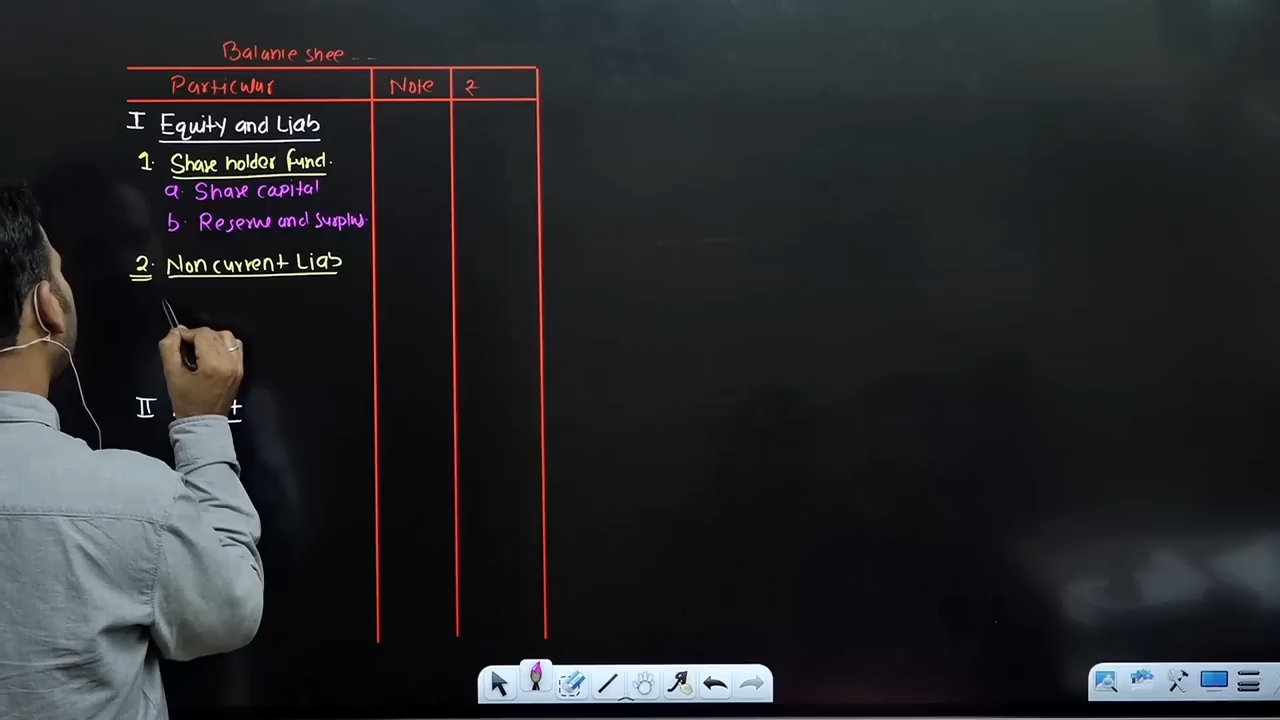 Balance shee --
Particular Note ₹
I Equity and Liab
1. Share holder fund.
a. Share capital
b. Reserve and surplus.
2. Non current Liab
II